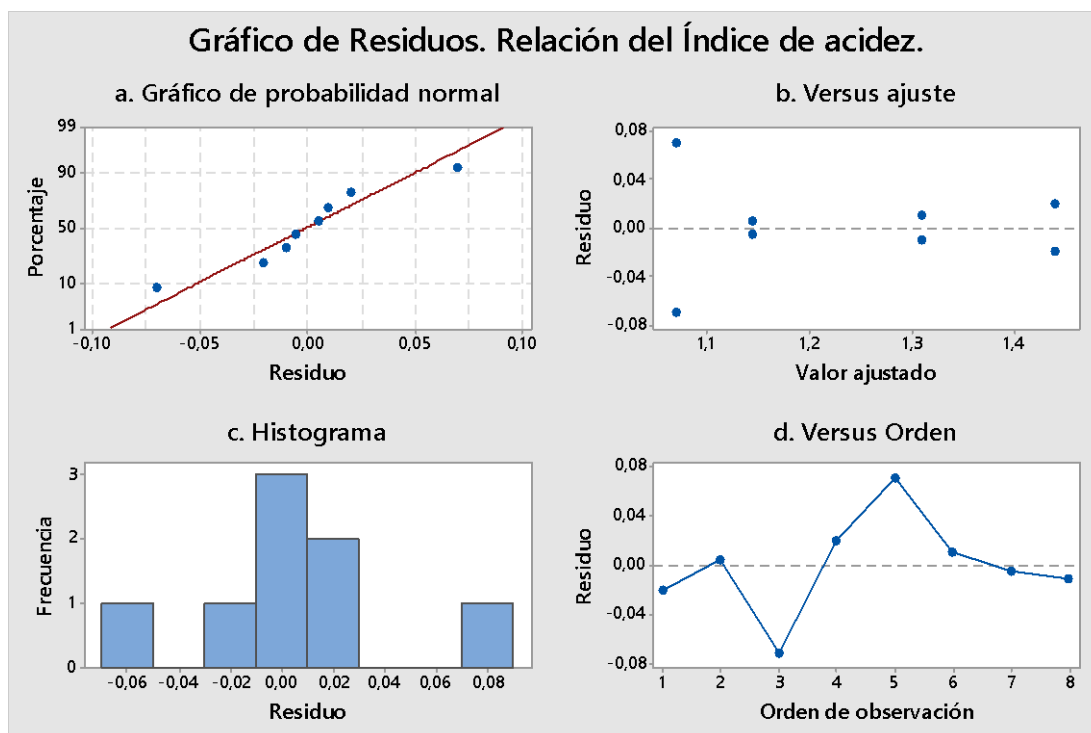 Gráfico de Residuos. Relación del Índice de acidez.
a. Gráfico de probabilidad normal
99
90
50
10
1
Porcentaje
-0,10 -0,05 0,00 0,05 0,10
Residuo
b. Versus ajuste
0,08
0,04
0,00
-0,04
-0,08
Residuo
1,1 1,2 1,3 1,4
Valor ajustado
c. Histograma
3
2
1
0
Frecuencia
-0,06 -0,04 -0,02 0,00 0,02 0,04 0,06 0,08
Residuo
d. Versus Orden
0,08
0,04
0,00
-0,04
-0,08
Residuo
1 2 3 4 5 6 7 8
Orden de observación